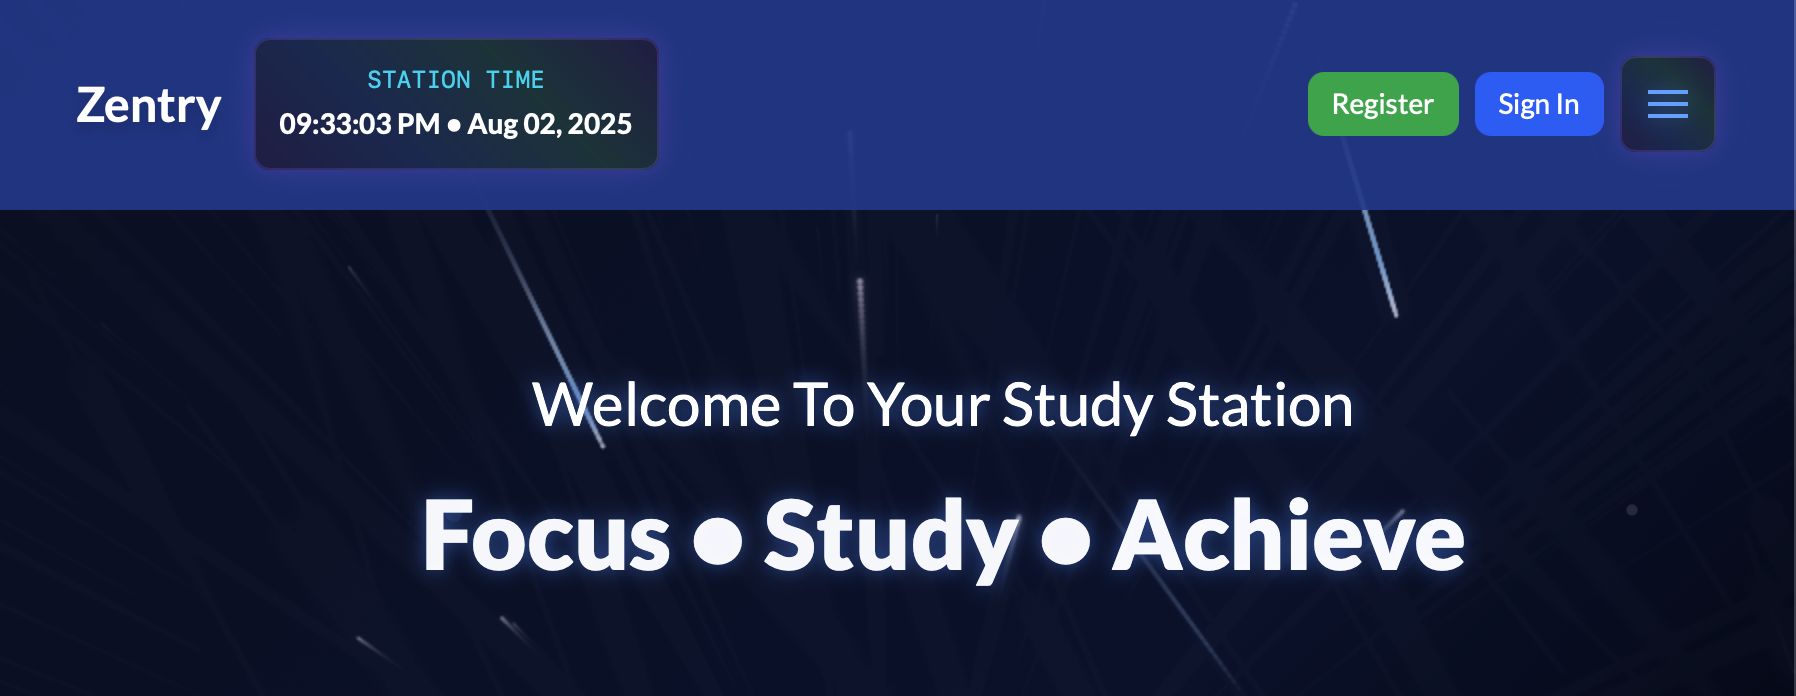 Zentry
STATION TIME
09:33:03 PM • Aug 02, 2025
Register
Sign In
Welcome To Your Study Station
Focus • Study • Achieve